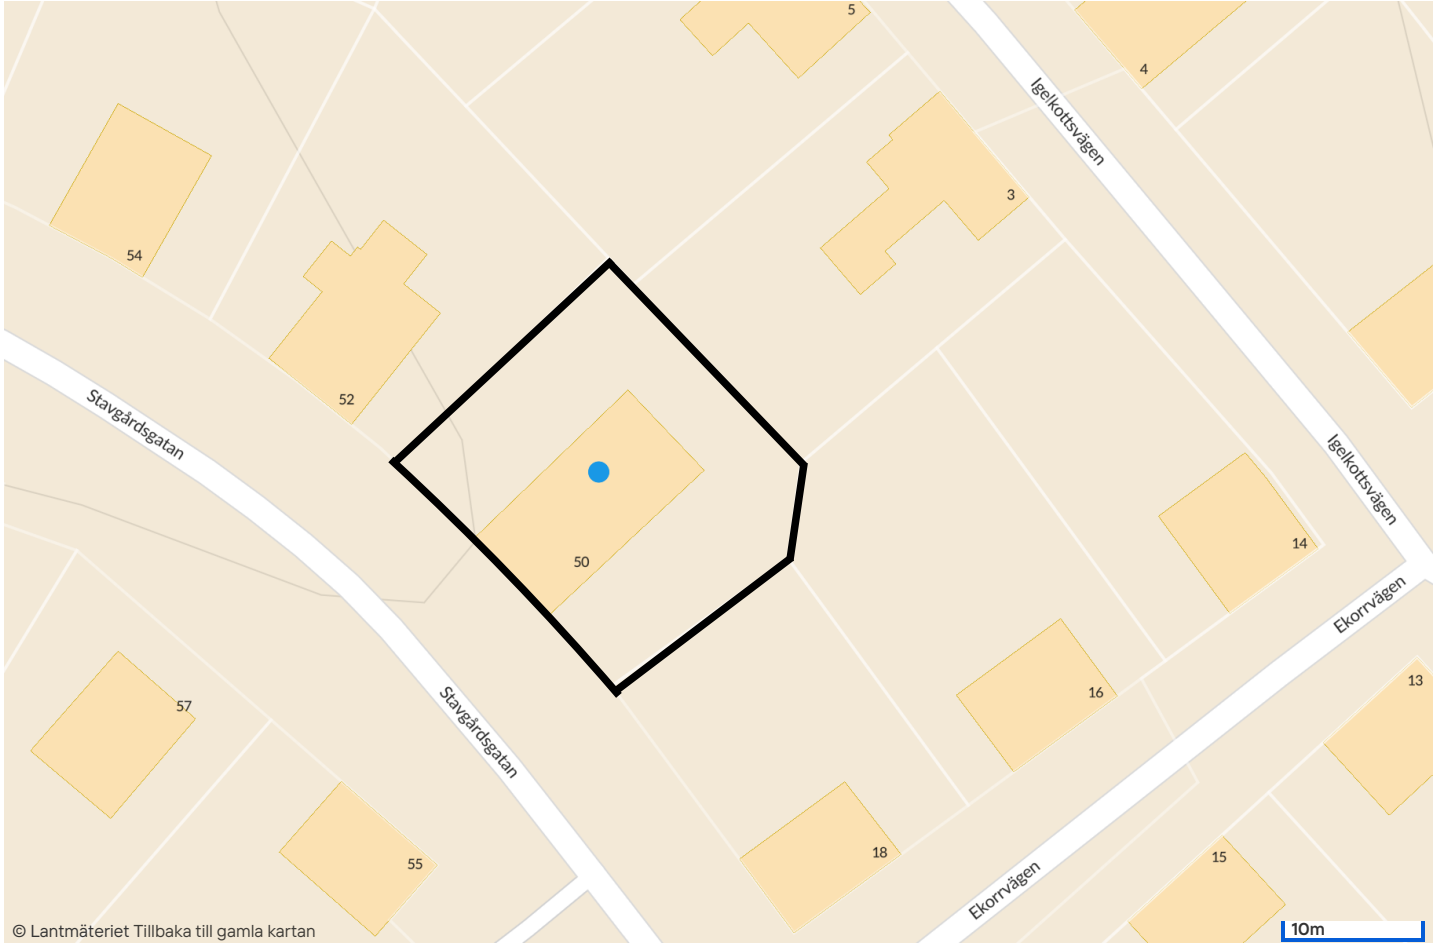 5
4
Igelkottsvägen
3
54
52
Stavgårdsgatan
Igelkottsvägen
14
50
Ekorrvägen
13
16
57
Stavgårdsgatan
18
15
55
Ekorrvägen
© Lantmäteriet Tillbaka till gamla kartan
10m